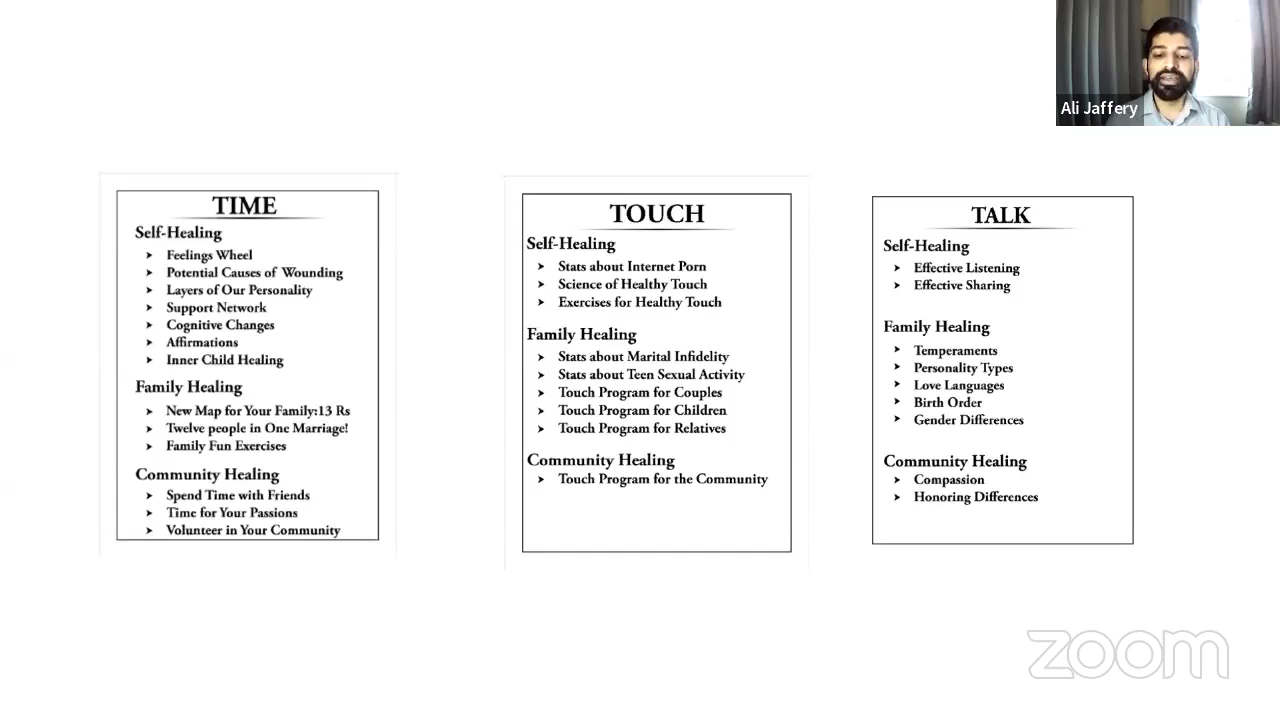 Ali Jaffery
TIME
Self-Healing
Feelings Wheel
Potential Causes of Wounding
Layers of Our Personality
Support Network
Cognitive Changes
Affirmations
Inner Child Healing
Family Healing
New Map for Your Family:13 Rs
Twelve people in One Marriage!
Family Fun Exercises
Community Healing
Spend Time with Friends
Time for Your Passions
Volunteer in Your Community
TOUCH
Self-Healing
Stats about Internet Porn
Science of Healthy Touch
Exercises for Healthy Touch
Family Healing
Stats about Marital Infidelity
Stats about Teen Sexual Activity
Touch Program for Couples
Touch Program for Children
Touch Program for Relatives
Community Healing
Touch Program for the Community
TALK
Self-Healing
Effective Listening
Effective Sharing
Family Healing
Temperaments
Personality Types
Love Languages
Birth Order
Gender Differences
Community Healing
Compassion
Honoring Differences
zoom